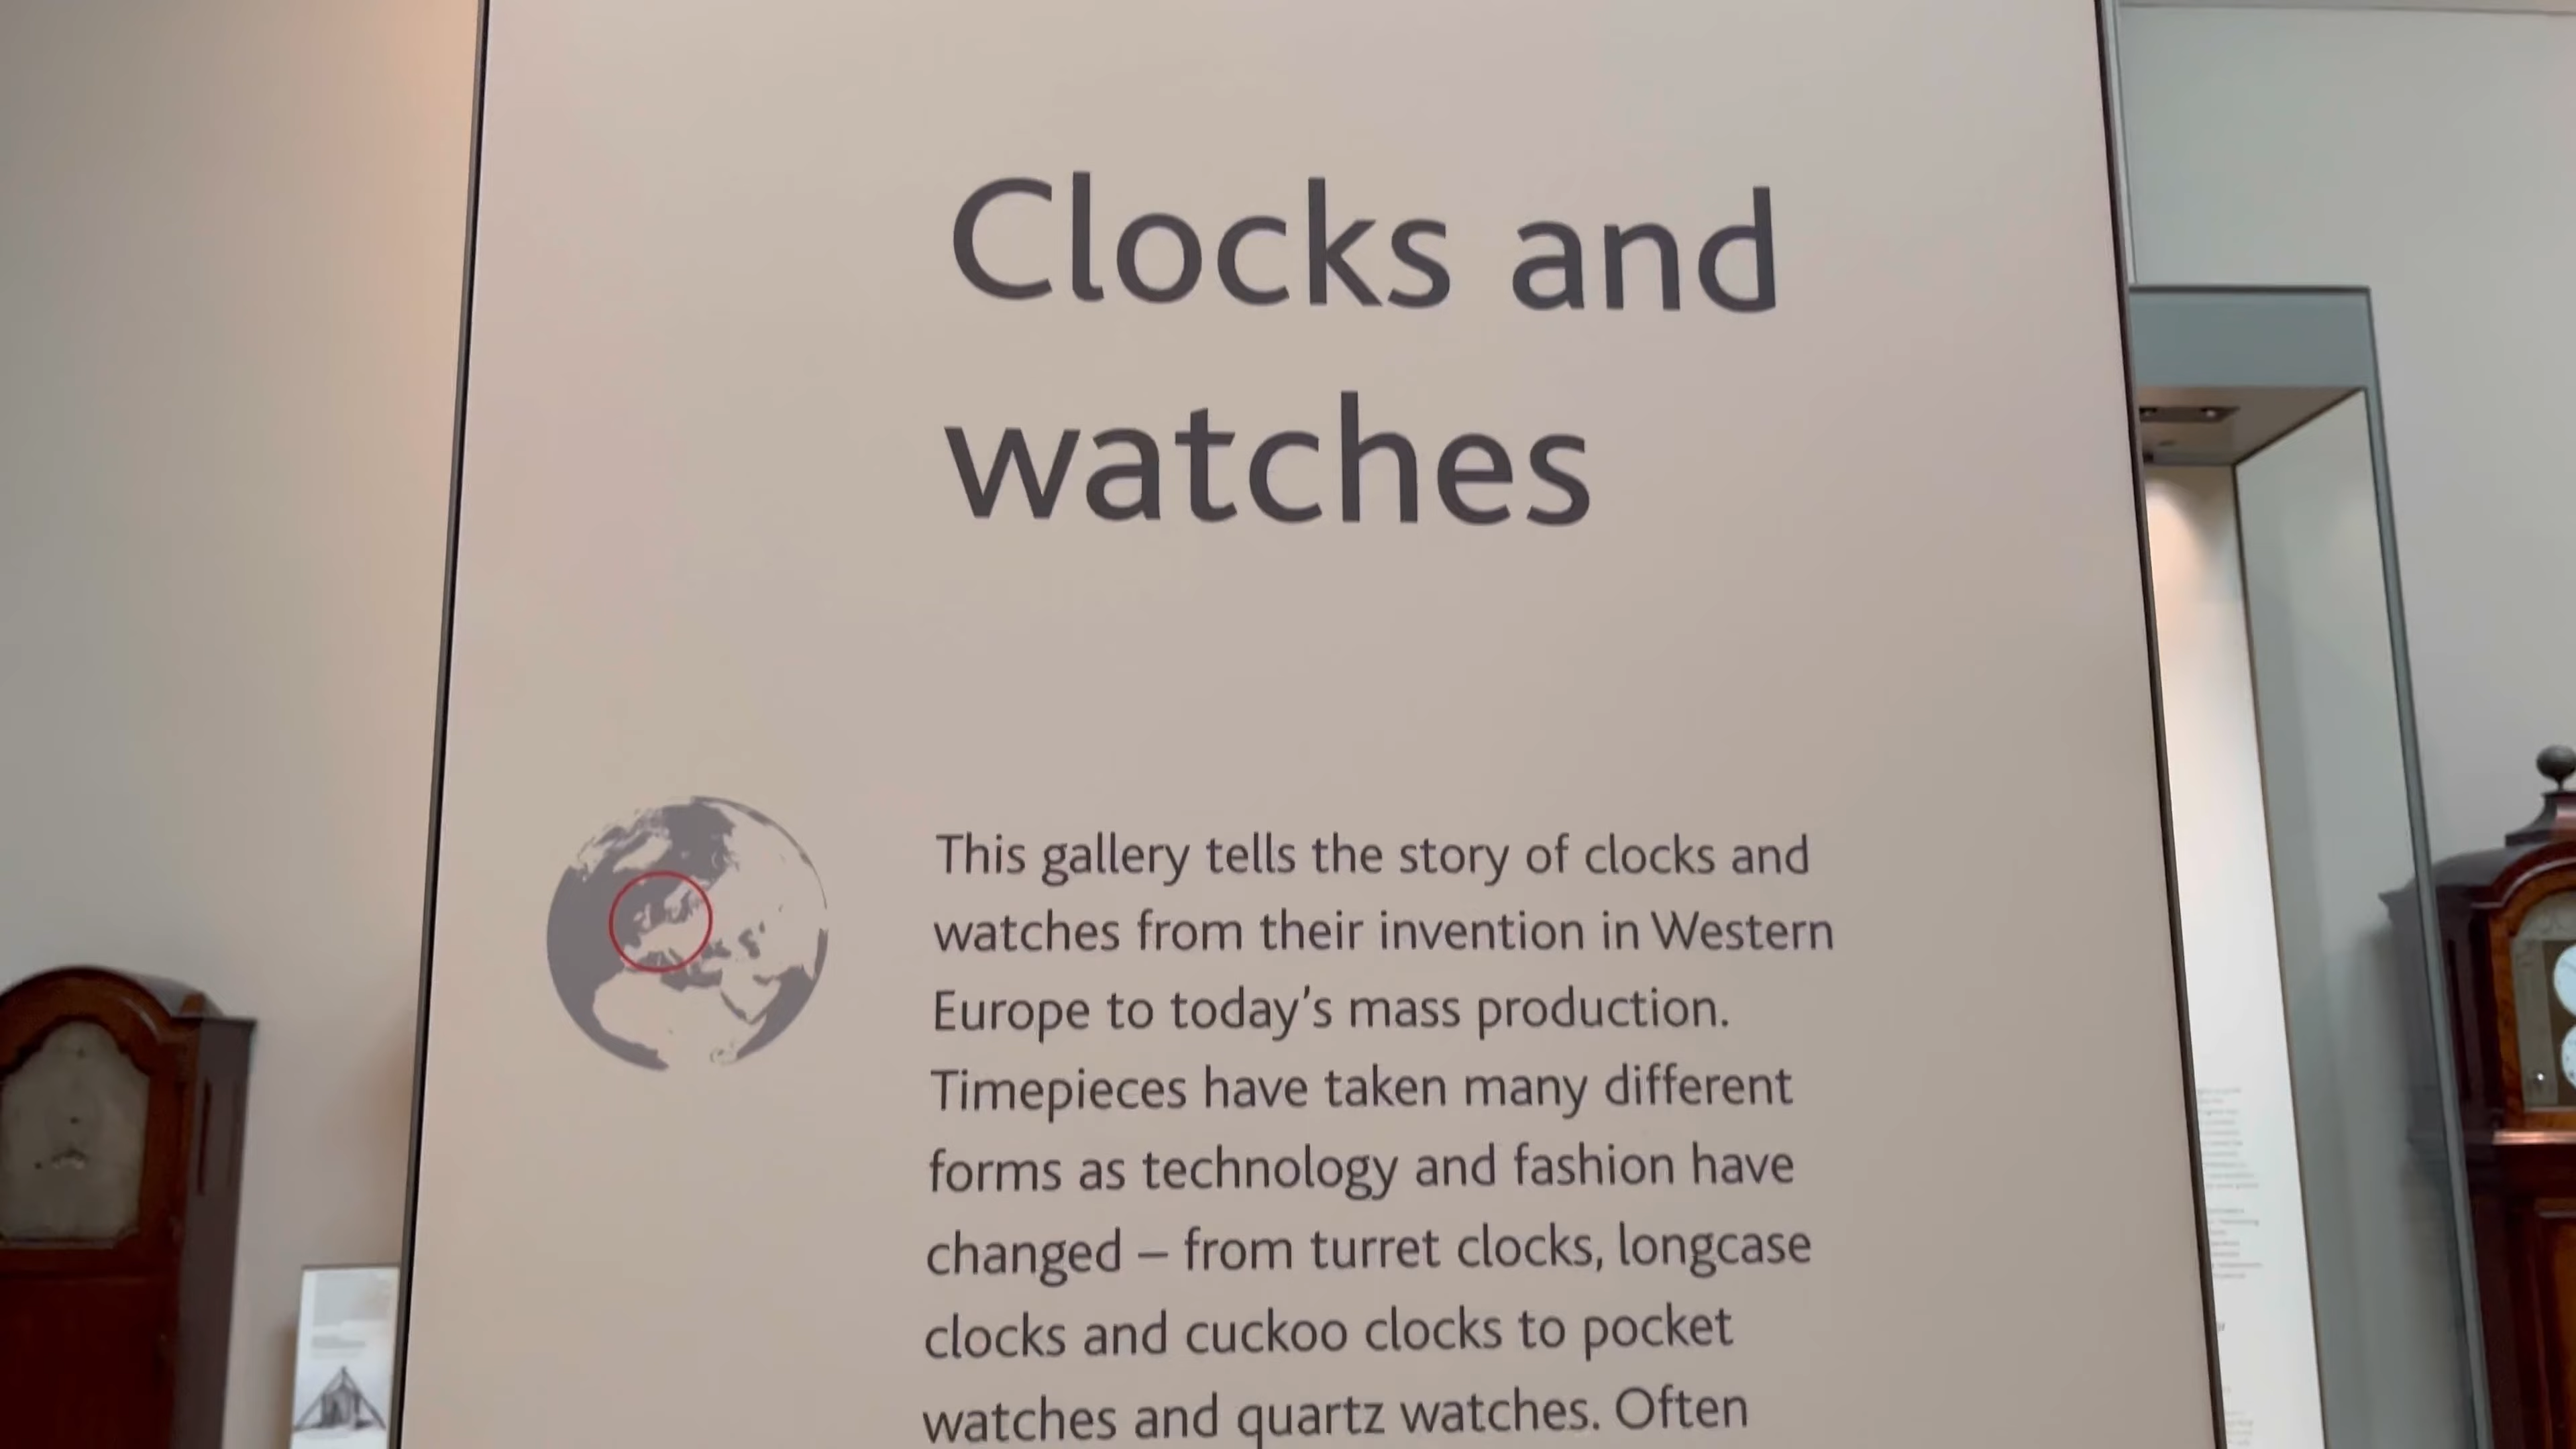 Clocks and
watches
This gallery tells the story of clocks and
watches from their invention in Western
Europe to today's mass production.
Timepieces have taken many different
forms as technology and fashion have
changed – from turret clocks, longcase
clocks and cuckoo clocks to pocket
watches and quartz watches. Often